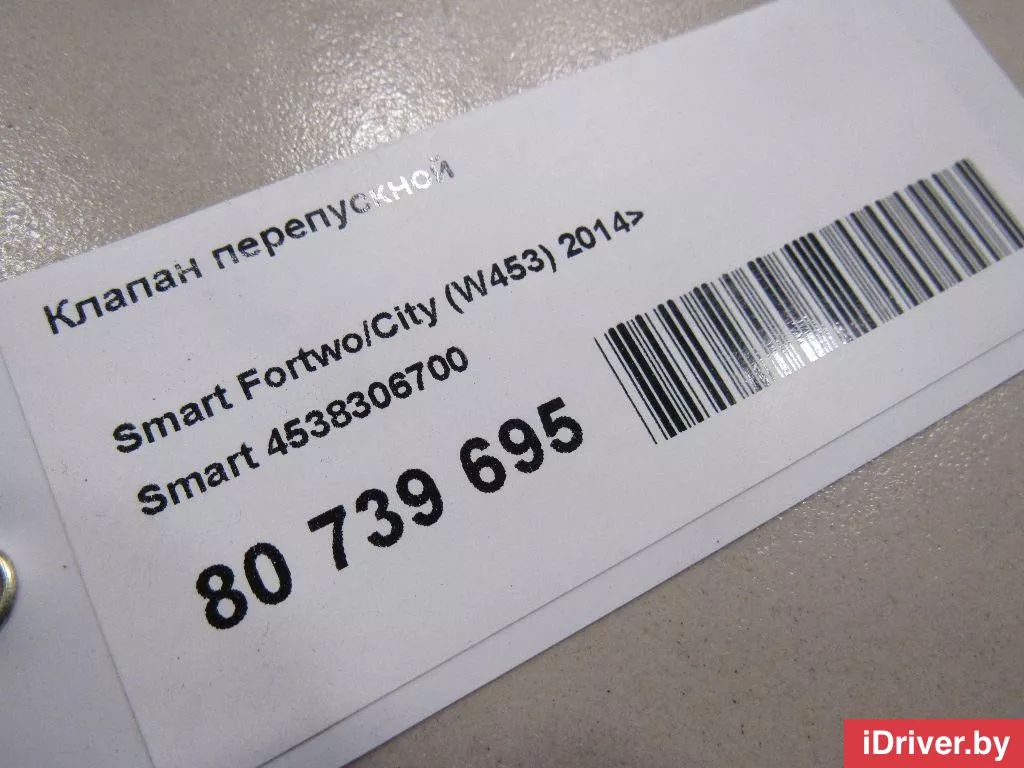 Клапан перепускной
Smart Fortwo/City (W453) 2014>
Smart 4538306700
80 739 695
iDriver.by